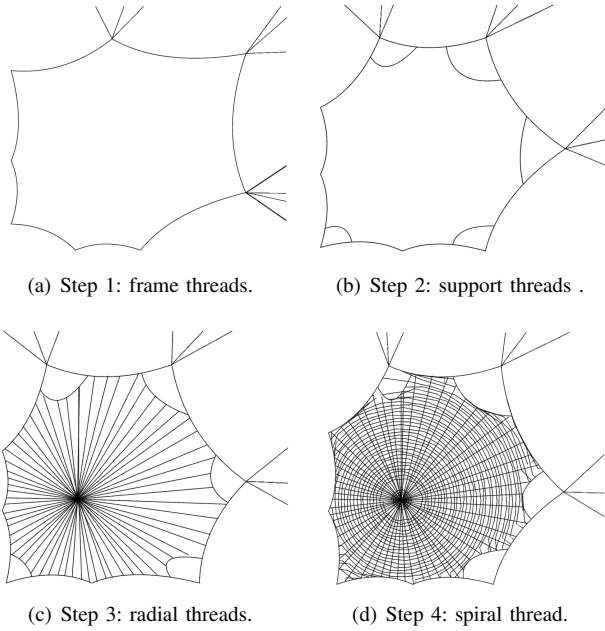 (a) Step 1: frame threads.
(b) Step 2: support threads .
(c) Step 3: radial threads.
(d) Step 4: spiral thread.